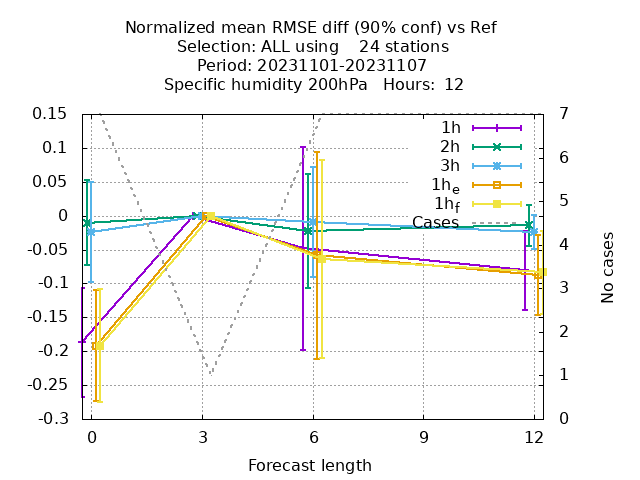 Normalized mean RMSE diff (90% conf) vs Ref
Selection: ALL using    24 stations
Period: 20231101-20231107
Specific humidity 200hPa   Hours:  12
0.15
0.1
0.05
0
-0.05
-0.1
-0.15
-0.2
-0.25
-0.3
7
6
5
4
3
2
1
0
1h
2h
3h
1he
1hf
Cases
No cases
0 3 6 9 12
Forecast length